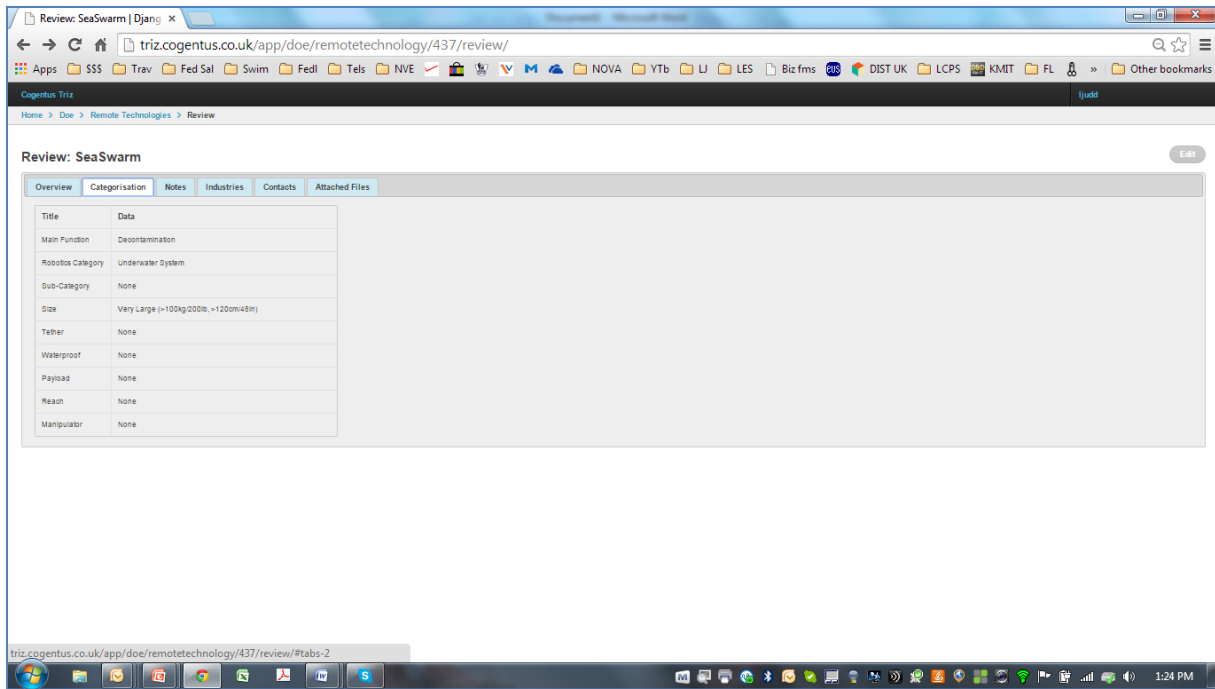 Review: SeaSwarm | Djang ×
triz.cogentus.co.uk/app/doe/remotetechnology/437/review/
Apps $$$ Trav Fed Sal Swim FedI Tels NVE NOVA YTb LJ LES Biz fms DIST UK LCPS KMIT FL » Other bookmarks
Cogentus Triz ljudd
Home > Doe > Remote Technologies > Review
Review: SeaSwarm Edit
Overview Categorisation Notes Industries Contacts Attached Files
Title Data
Main Function Decontamination
Robotics Category Underwater System
Sub-Category None
Size Very Large (>100kg/200lb, >120cm/48in)
Tether None
Waterproof None
Payload None
Reach None
Manipulator None
triz.cogentus.co.uk/app/doe/remotetechnology/437/review/#tabs-2
1:24 PM